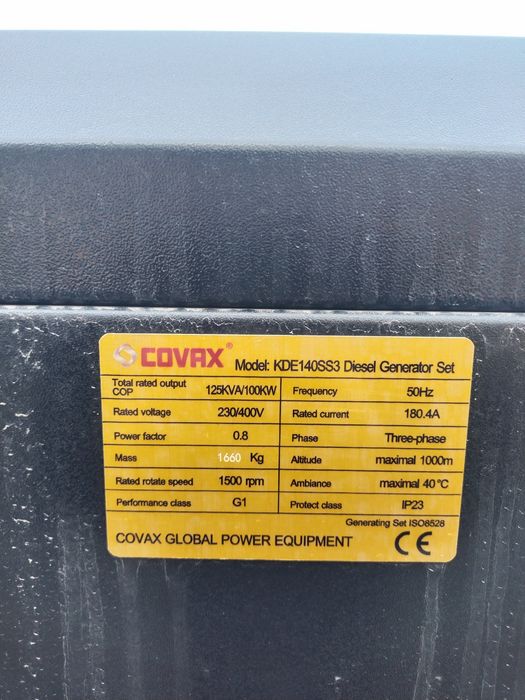 COVAX® Model: KDE140SS3 Diesel Generator Set
Total rated output COP 125KVA/100KW Frequency 50Hz
Rated voltage 230/400V Rated current 180.4A
Power factor 0.8 Phase Three-phase
Mass 1660 Kg Altitude maximal 1000m
Rated rotate speed 1500 rpm Ambiance maximal 40°C
Performance class G1 Protect class IP23
Generating Set ISO8528
COVAX GLOBAL POWER EQUIPMENT CE